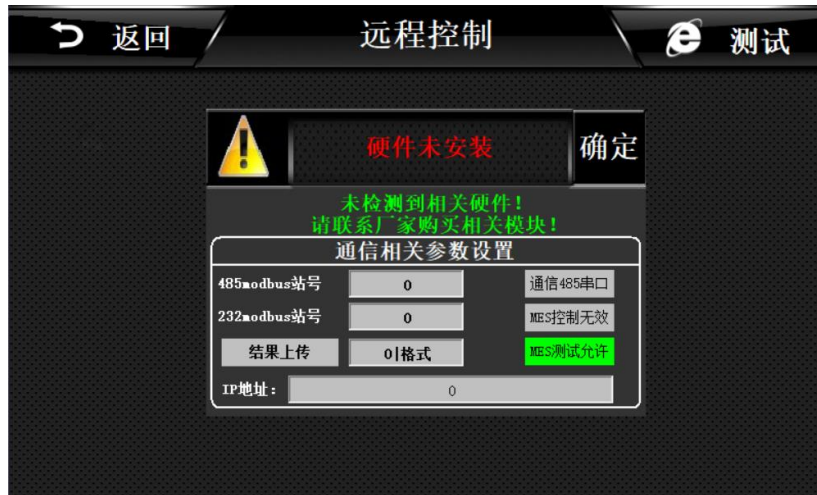 返回 远程控制 测试
硬件未安装 确定
未检测到相关硬件!
请联系厂家购买相关模块!
通信相关参数设置
485modbus站号 0 通信485串口
232modbus站号 0 MES控制无效
结果上传 0|格式 MES测试允许
IP地址: 0